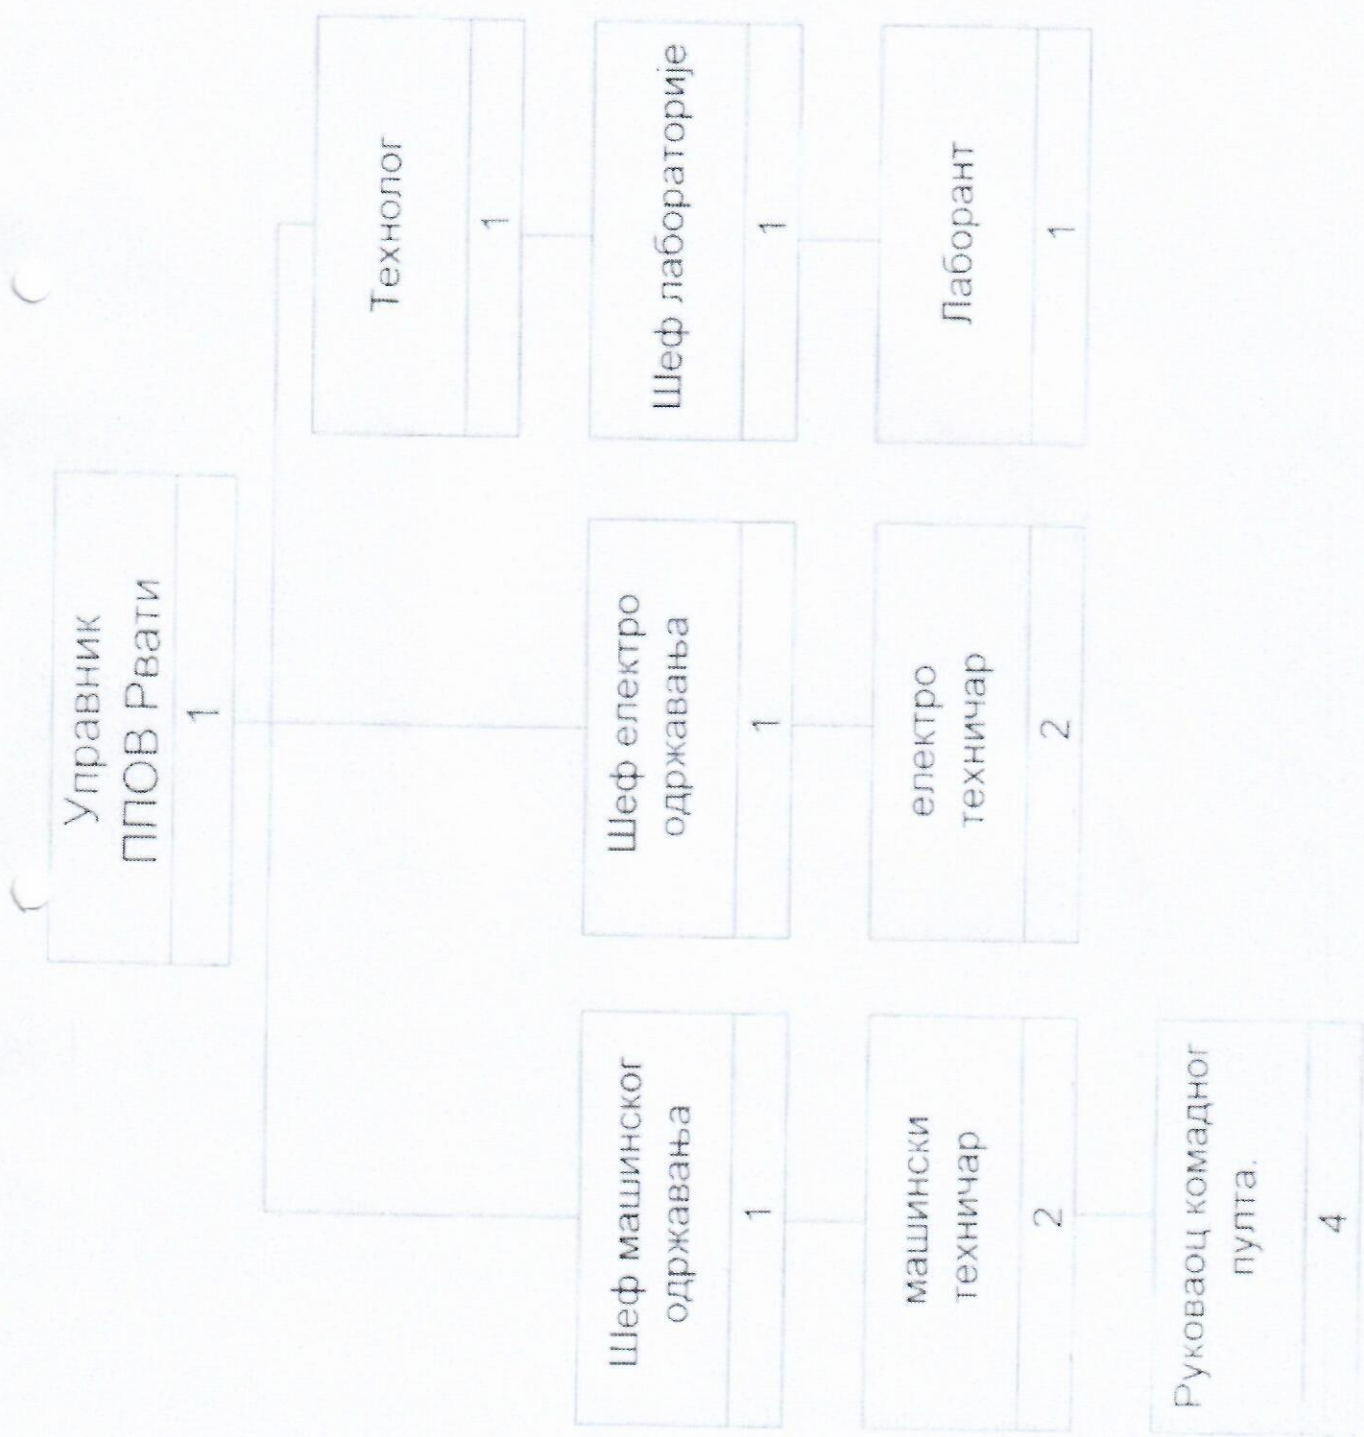 Управник
ППОВ Рвати
1
Шеф машинског
одржавања
1
машински
техничар
2
Руковаоц комадног
пулта.
4
Шеф електро
одржавања
1
електро
техничар
2
Технолог
1
Шеф лабораторије
1
Лаборант
1